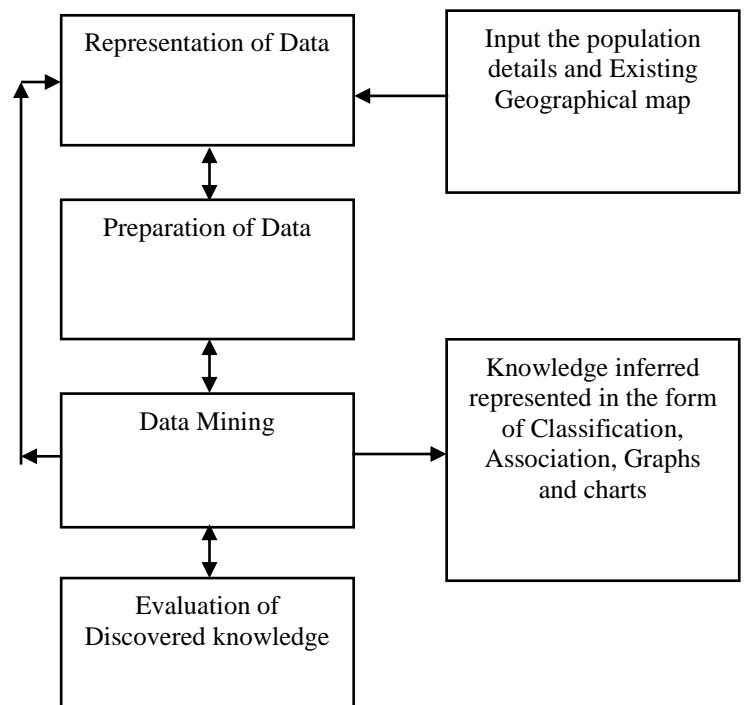 Representation of Data
Input the population
details and Existing
Geographical map
Preparation of Data
Data Mining
Knowledge inferred
represented in the form
of Classification,
Association, Graphs
and charts
Evaluation of
Discovered knowledge